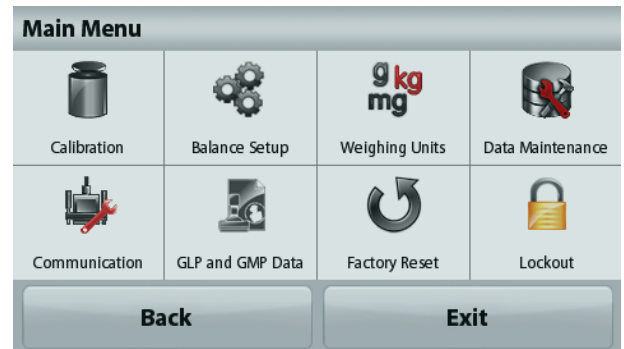 Main Menu
g kg
mg
Calibration
Balance Setup
Weighing Units
Data Maintenance
Communication
GLP and GMP Data
Factory Reset
Lockout
Back
Exit